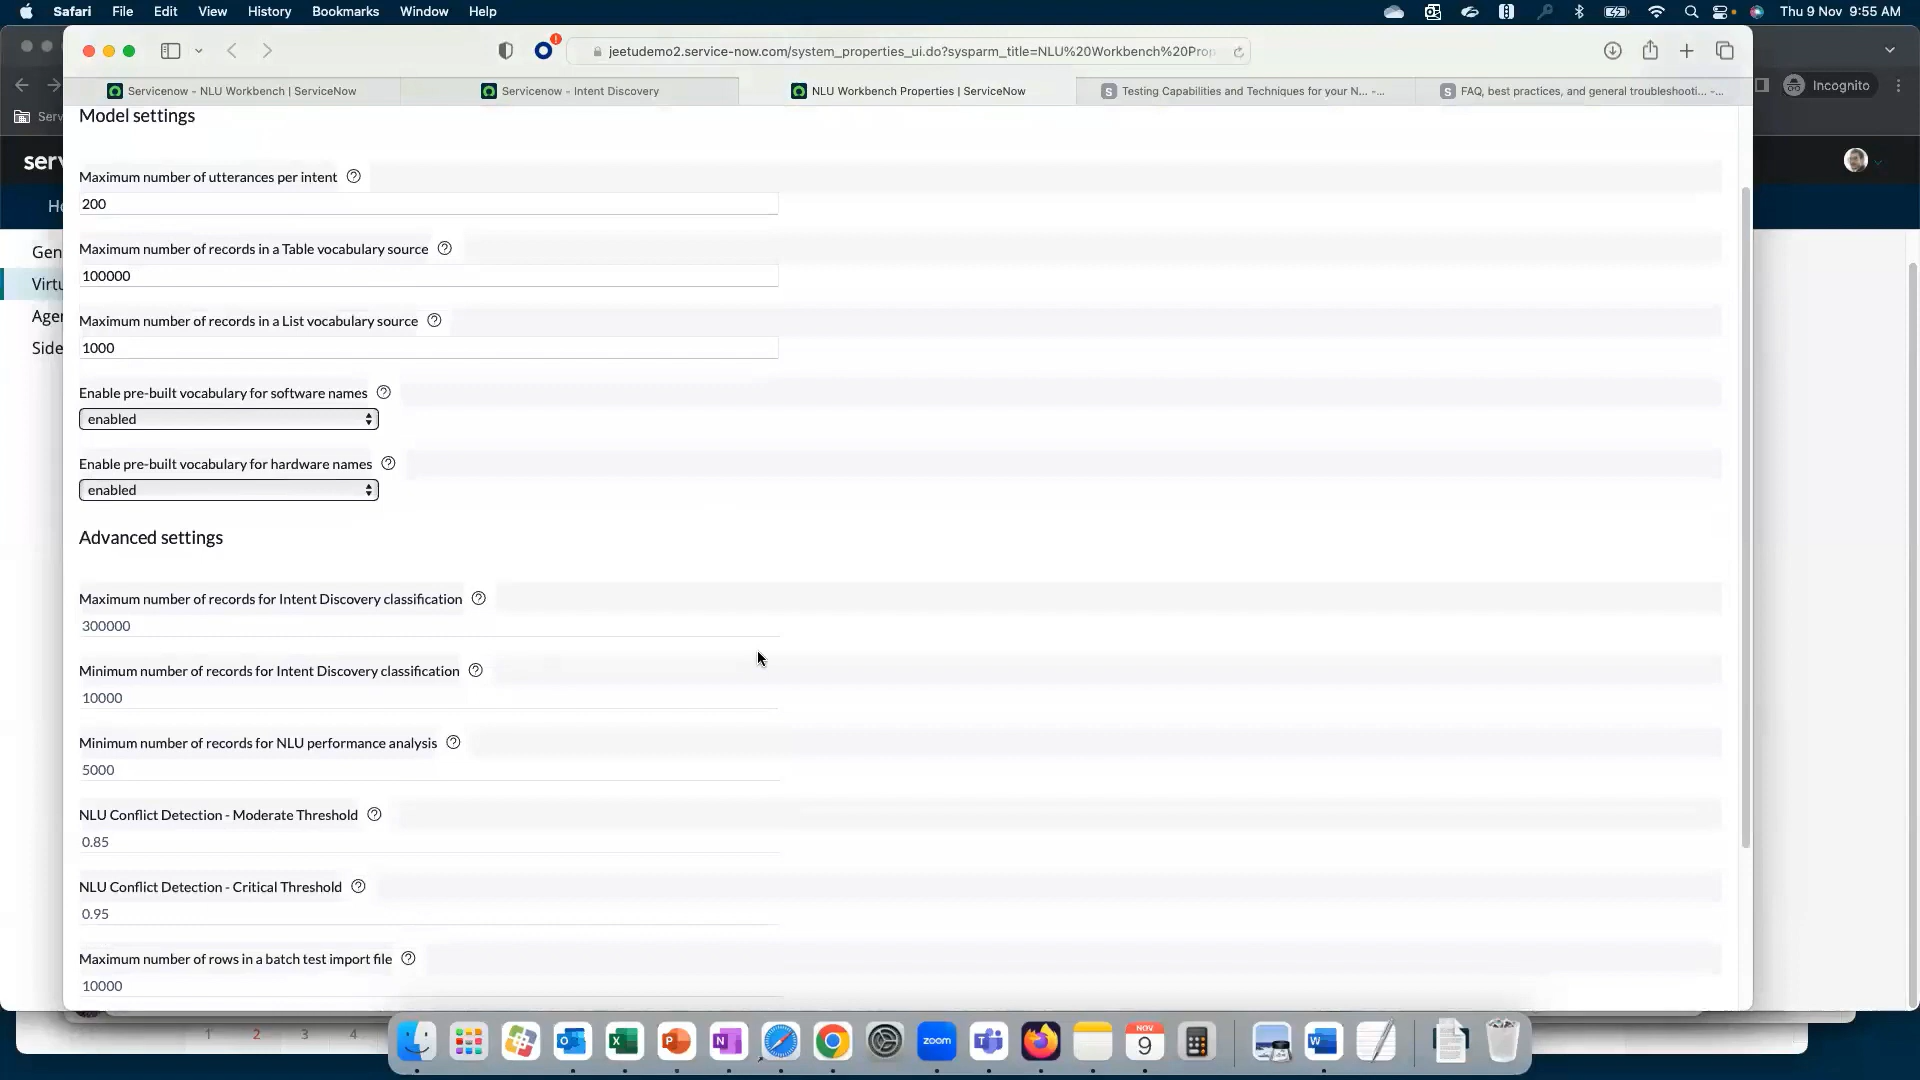 Safari File Edit View History Bookmarks Window Help Thu 9 Nov 9:55 AM
jeetudemo2.service-now.com/system_properties_ui.do?sysparm_title=NLU%20Workbench%20Prop
Servicenow - NLU Workbench | ServiceNow
Servicenow - Intent Discovery
NLU Workbench Properties | ServiceNow
S Testing Capabilities and Techniques for your N... -...
S FAQ, best practices, and general troubleshooti... -...
Incognito
Serv
serv
Ho
Gen
Virtu
Agen
Side
Model settings
Maximum number of utterances per intent
200
Maximum number of records in a Table vocabulary source
100000
Maximum number of records in a List vocabulary source
1000
Enable pre-built vocabulary for software names
enabled
Enable pre-built vocabulary for hardware names
enabled
Advanced settings
Maximum number of records for Intent Discovery classification
300000
Minimum number of records for Intent Discovery classification
10000
Minimum number of records for NLU performance analysis
5000
NLU Conflict Detection - Moderate Threshold
0.85
NLU Conflict Detection - Critical Threshold
0.95
Maximum number of rows in a batch test import file
10000
1 2 3 4
zoom
NOV
9